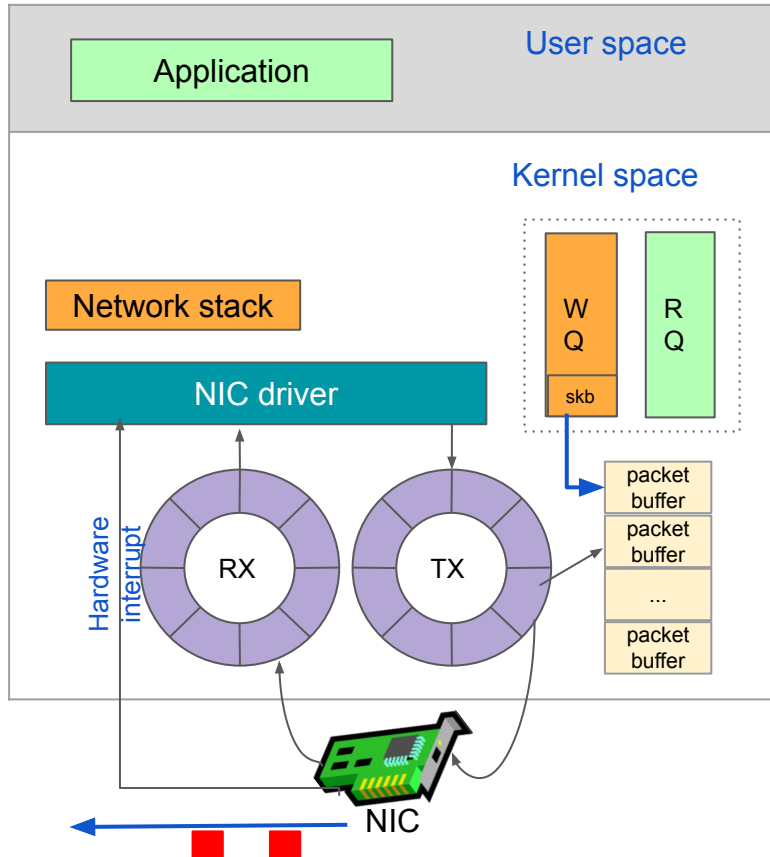 User space
Application
Kernel space
W
Q
R
Q
Network stack
NIC driver
skb
packet
buffer
packet
buffer
...
packet
buffer
Hardware
interrupt
RX
TX
NIC